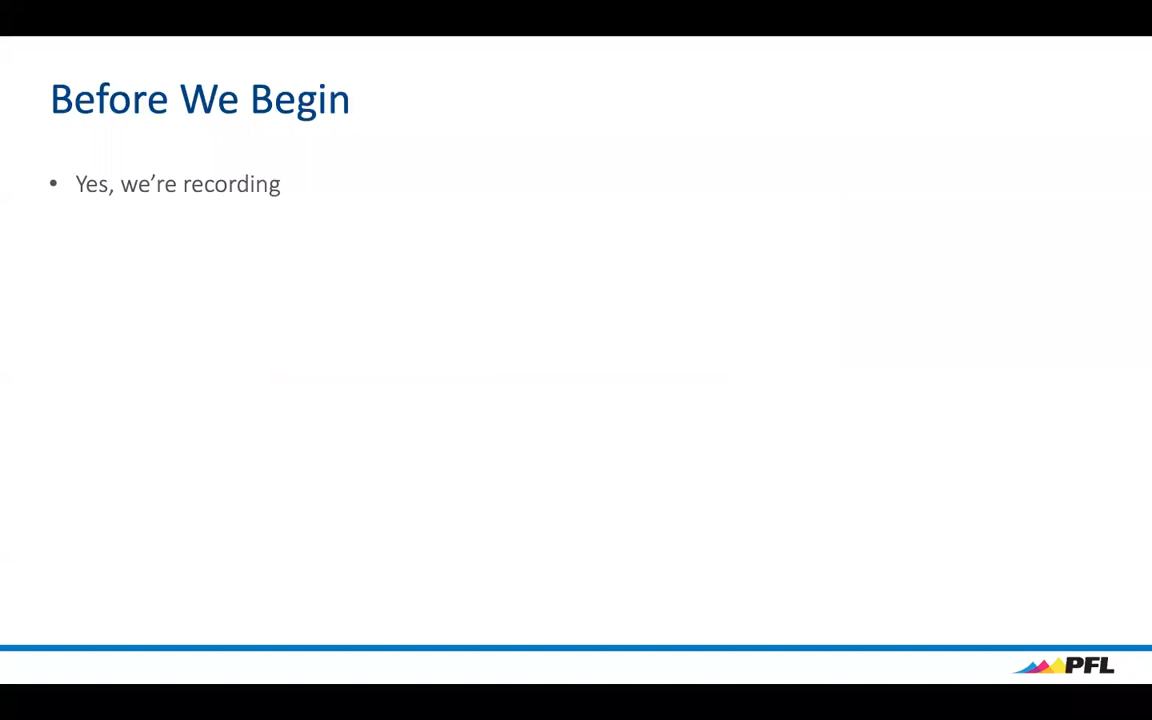 Before We Begin
• Yes, we’re recording
PFL